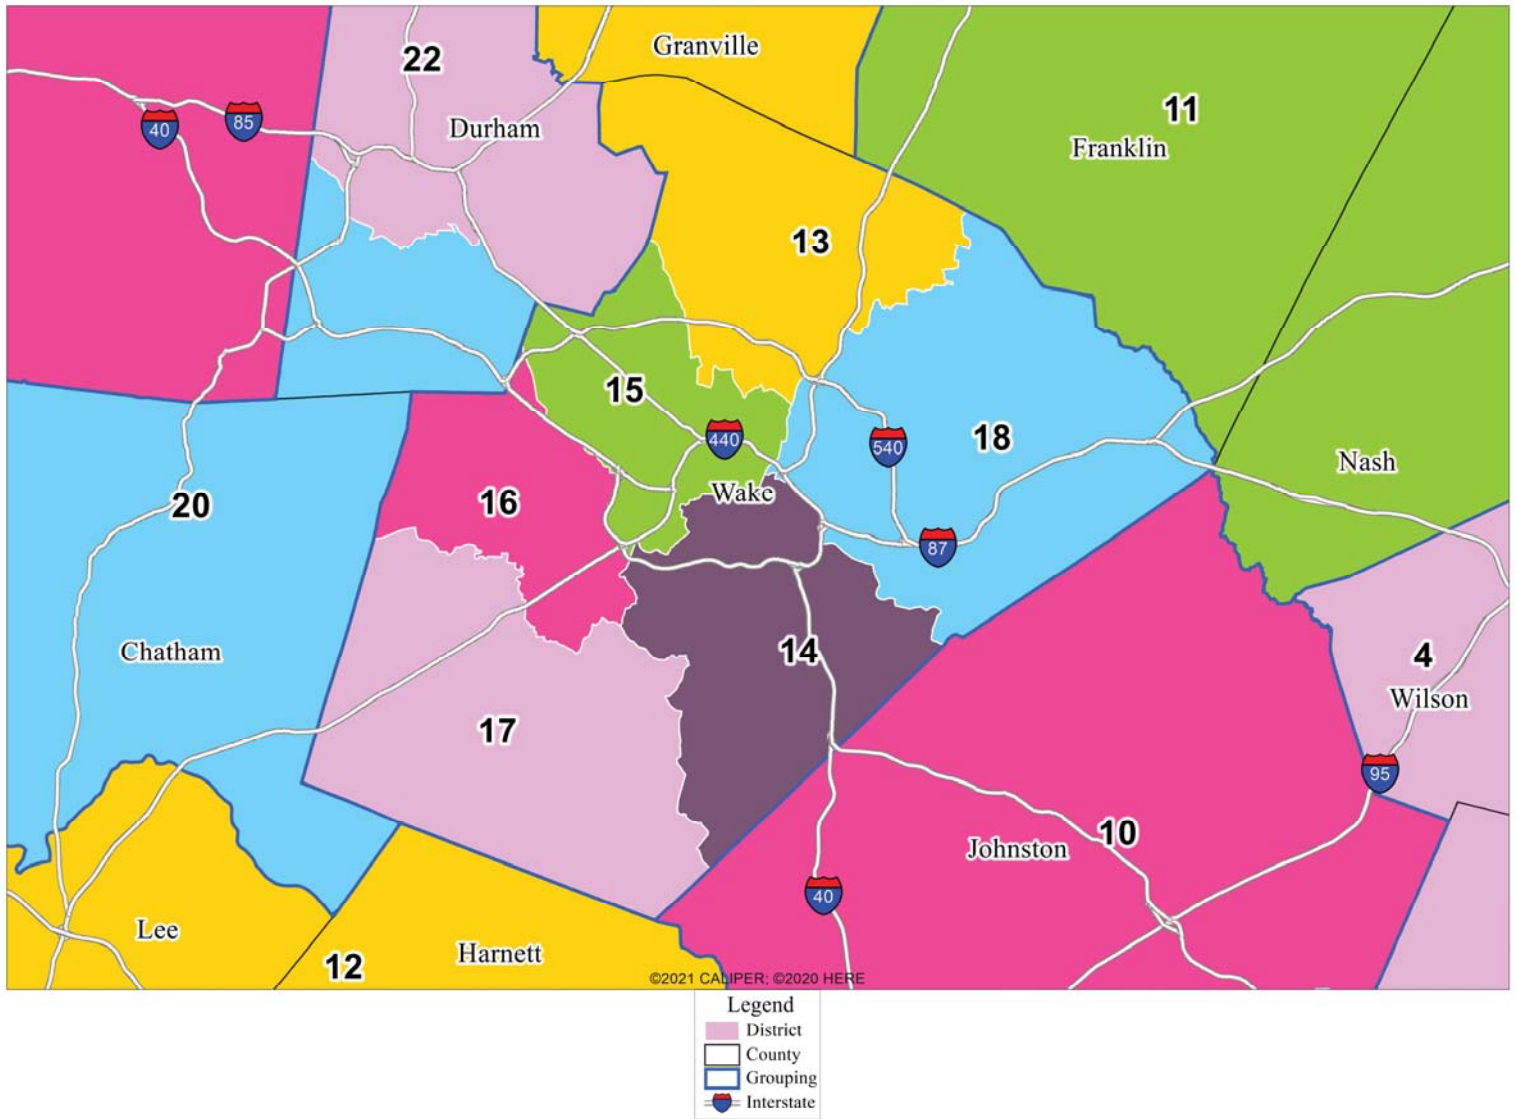 22
Granville
11
40
85
Durham
Franklin
13
15
440
540
18
Nash
Wake
20
16
87
Chatham
14
4
Wilson
17
95
10
Johnston
40
Lee
Harnett
12
©2021 CALIPER; ©2020 HERE
Legend
District
County
Grouping
Interstate